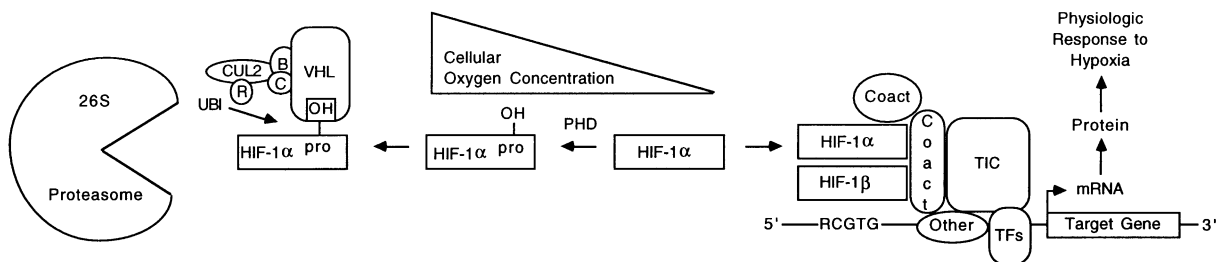 26S
Proteasome
CUL2
B
C
R
VHL
UBI
OH
HIF-1α pro
Cellular
Oxygen Concentration
OH
HIF-1α pro
PHD
HIF-1α
Coact
Coact
HIF-1α
HIF-1β
TIC
5' RCGTG Other TFs Target Gene 3'
mRNA
Protein
Physiologic
Response to
Hypoxia